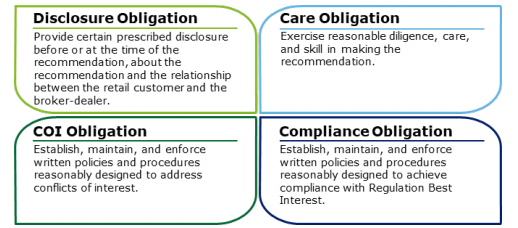 Disclosure Obligation
Provide certain prescribed disclosure
before or at the time of the
recommendation, about the
recommendation and the relationship
between the retail customer and the
broker-dealer.
Care Obligation
Exercise reasonable diligence, care,
and skill in making the
recommendation.
COI Obligation
Establish, maintain, and enforce
written policies and procedures
reasonably designed to address
conflicts of interest.
Compliance Obligation
Establish, maintain, and enforce
written policies and procedures
reasonably designed to achieve
compliance with Regulation Best
Interest.